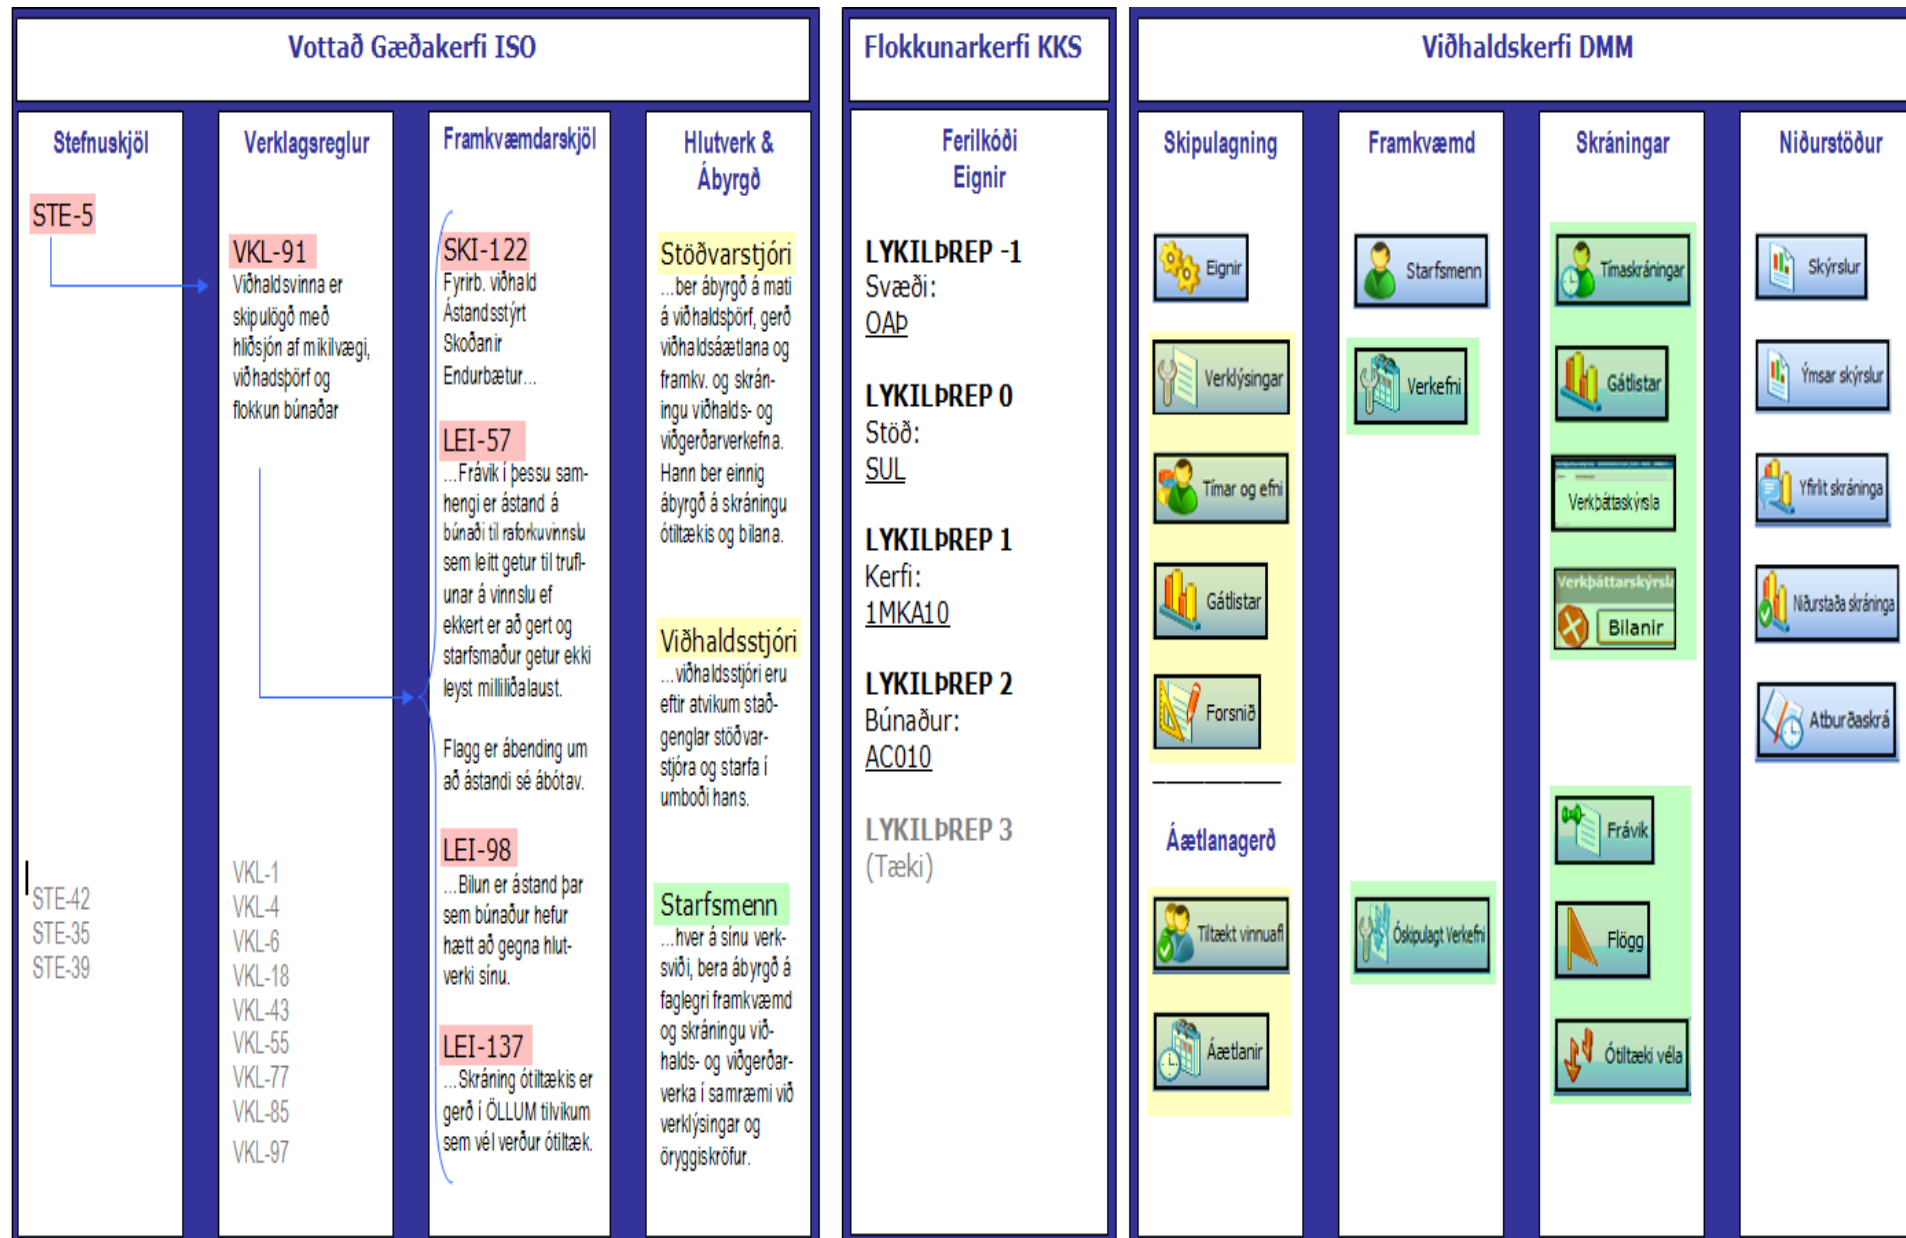 Vottað Gæðakerfi ISO
Stefnuskjöl
STE-5
STE-42
STE-35
STE-39
Verklagsreglur
VKL-91
Viðhaldsvinna er
skipulögð með
hliðsjón af mikilvægi,
viðhadsþörf og
flokkun búnaðar
VKL-1
VKL-4
VKL-6
VKL-18
VKL-43
VKL-55
VKL-77
VKL-85
VKL-97
Framkvæmdarskjöl
SKI-122
Fyrirb. viðhald
Ástandsstýrt
Skoðanir
Endurbætur...
LEI-57
...Frávik í þessu sam-
hengi er ástand á
búnaði til raforkuvinnslu
sem leitt getur til trufl-
unar á vinnslu ef
ekkert er að gert og
starfsmaður getur ekki
leyst milliliðalaust.
Flagg er ábending um
að ástandi sé ábótav.
LEI-98
...Bilun er ástand þar
sem búnaður hefur
hætt að gegna hlut-
verki sínu.
LEI-137
...Skráning ótiltækis er
gerð í ÖLLUM tilvikum
sem vél verður ótiltæk.
Hlutverk &
Ábyrgð
Stöðvarstjóri
...ber ábyrgð á mati
á viðhaldsþörf, gerð
viðhaldsáætlana og
framkv. og skrán-
ingu viðhalds- og
viðgerðarverkefna.
Hann ber einnig
ábyrgð á skráningu
ótiltækis og bilana.
Viðhaldsstjóri
...viðhaldsstjóri eru
eftir atvikum stað-
genglar stöðvar-
stjóra og starfa í
umboði hans.
Starfsmenn
...hver á sínu verk-
sviði, bera ábyrgð á
faglegri framkvæmd
og skráningu við-
halds- og viðgerðar-
verka í samræmi við
verklýsingar og
öryggiskröfur.
Flokkunarkerfi KKS
Ferilkóði
Eignir
LYKILÞREP -1
Svæði:
OAÞ
LYKILÞREP 0
Stöð:
SUL
LYKILÞREP 1
Kerfi:
1MKA10
LYKILÞREP 2
Búnaður:
AC010
LYKILÞREP 3
(Tæki)
Viðhaldskerfi DMM
Skipulagning
Eignir
Verklýsingar
Tímar og efni
Gátlistar
Forsnið
Áætlanagerð
Tiltækt vinnuafl
Áætlanir
Framkvæmd
Starfsmenn
Verkefni
Óskipulagt Verkefni
Skráningar
Tímaskráningar
Gátlistar
Verkþáttaskýrsla
Verkþáttarskýrsla
Bilanir
Frávik
Flögg
Ótiltæki véla
Niðurstöður
Skýrslur
Ýmsar skýrslur
Yfirlit skráninga
Niðurstaða skráninga
Atburðaskrá